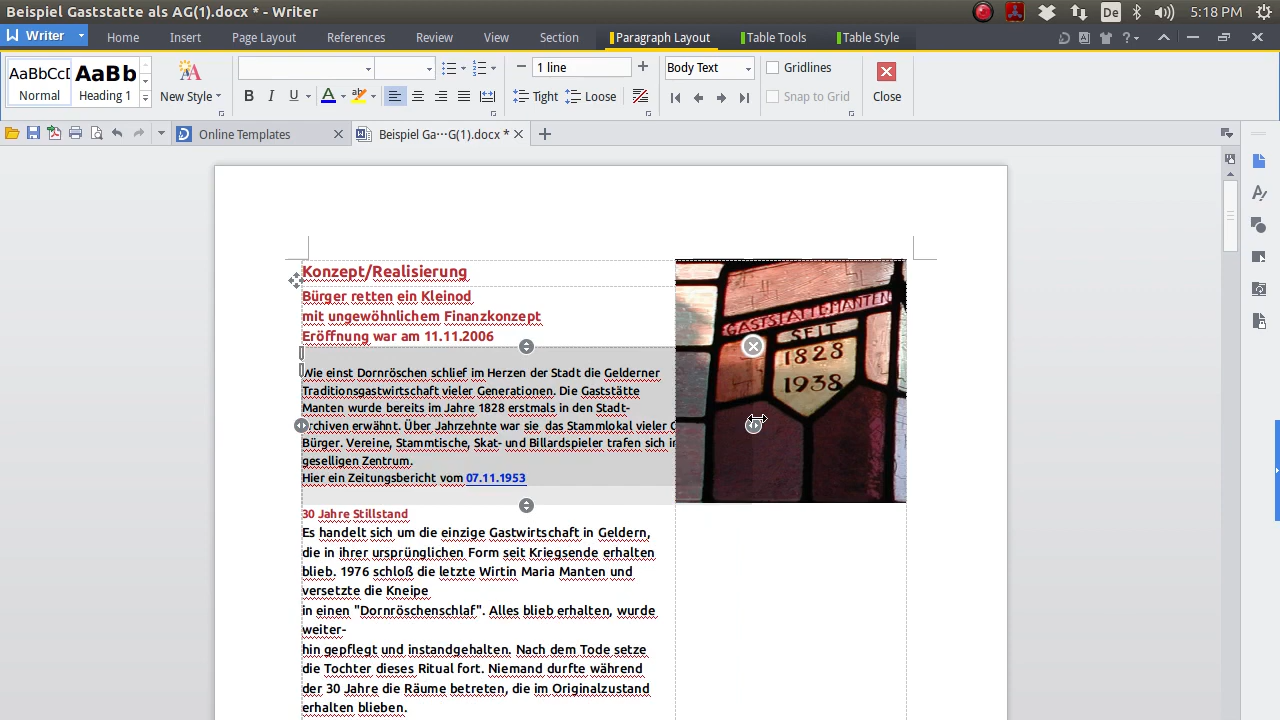 Beispiel Gaststatte als AG(1).docx * - Writer
De
5:18 PM
Writer
Home
Insert
Page Layout
References
Review
View
Section
Paragraph Layout
Table Tools
Table Style
AaBbCcD
AaBb
Normal
Heading 1
New Style
B I U A ab
1 line
Tight
Loose
Body Text
Gridlines
Snap to Grid
Close
Online Templates
Beispiel Ga···G(1).docx *
Konzept/Realisierung
Bürger retten ein Kleinod
mit ungewöhnlichem Finanzkonzept
Eröffnung war am 11.11.2006
Wie einst Dornröschen schlief im Herzen der Stadt die Gelderner
Traditionsgastwirtschaft vieler Generationen. Die Gaststätte
Manten wurde bereits im Jahre 1828 erstmals in den Stadt-
archiven erwähnt. Über Jahrzehnte war sie das Stammlokal vieler
Bürger. Vereine, Stammtische, Skat- und Billardspieler trafen sich
geselligen Zentrum.
Hier ein Zeitungsbericht vom 07.11.1953
GASTSTÄTTE MANTEN
SEIT
1828
1938
30 Jahre Stillstand
Es handelt sich um die einzige Gastwirtschaft in Geldern,
die in ihrer ursprünglichen Form seit Kriegsende erhalten
blieb. 1976 schloß die letzte Wirtin Maria Manten und
versetzte die Kneipe
in einen "Dornröschenschlaf". Alles blieb erhalten, wurde
weiter-
hin gepflegt und instandgehalten. Nach dem Tode setze
die Tochter dieses Ritual fort. Niemand durfte während
der 30 Jahre die Räume betreten, die im Originalzustand
erhalten blieben.